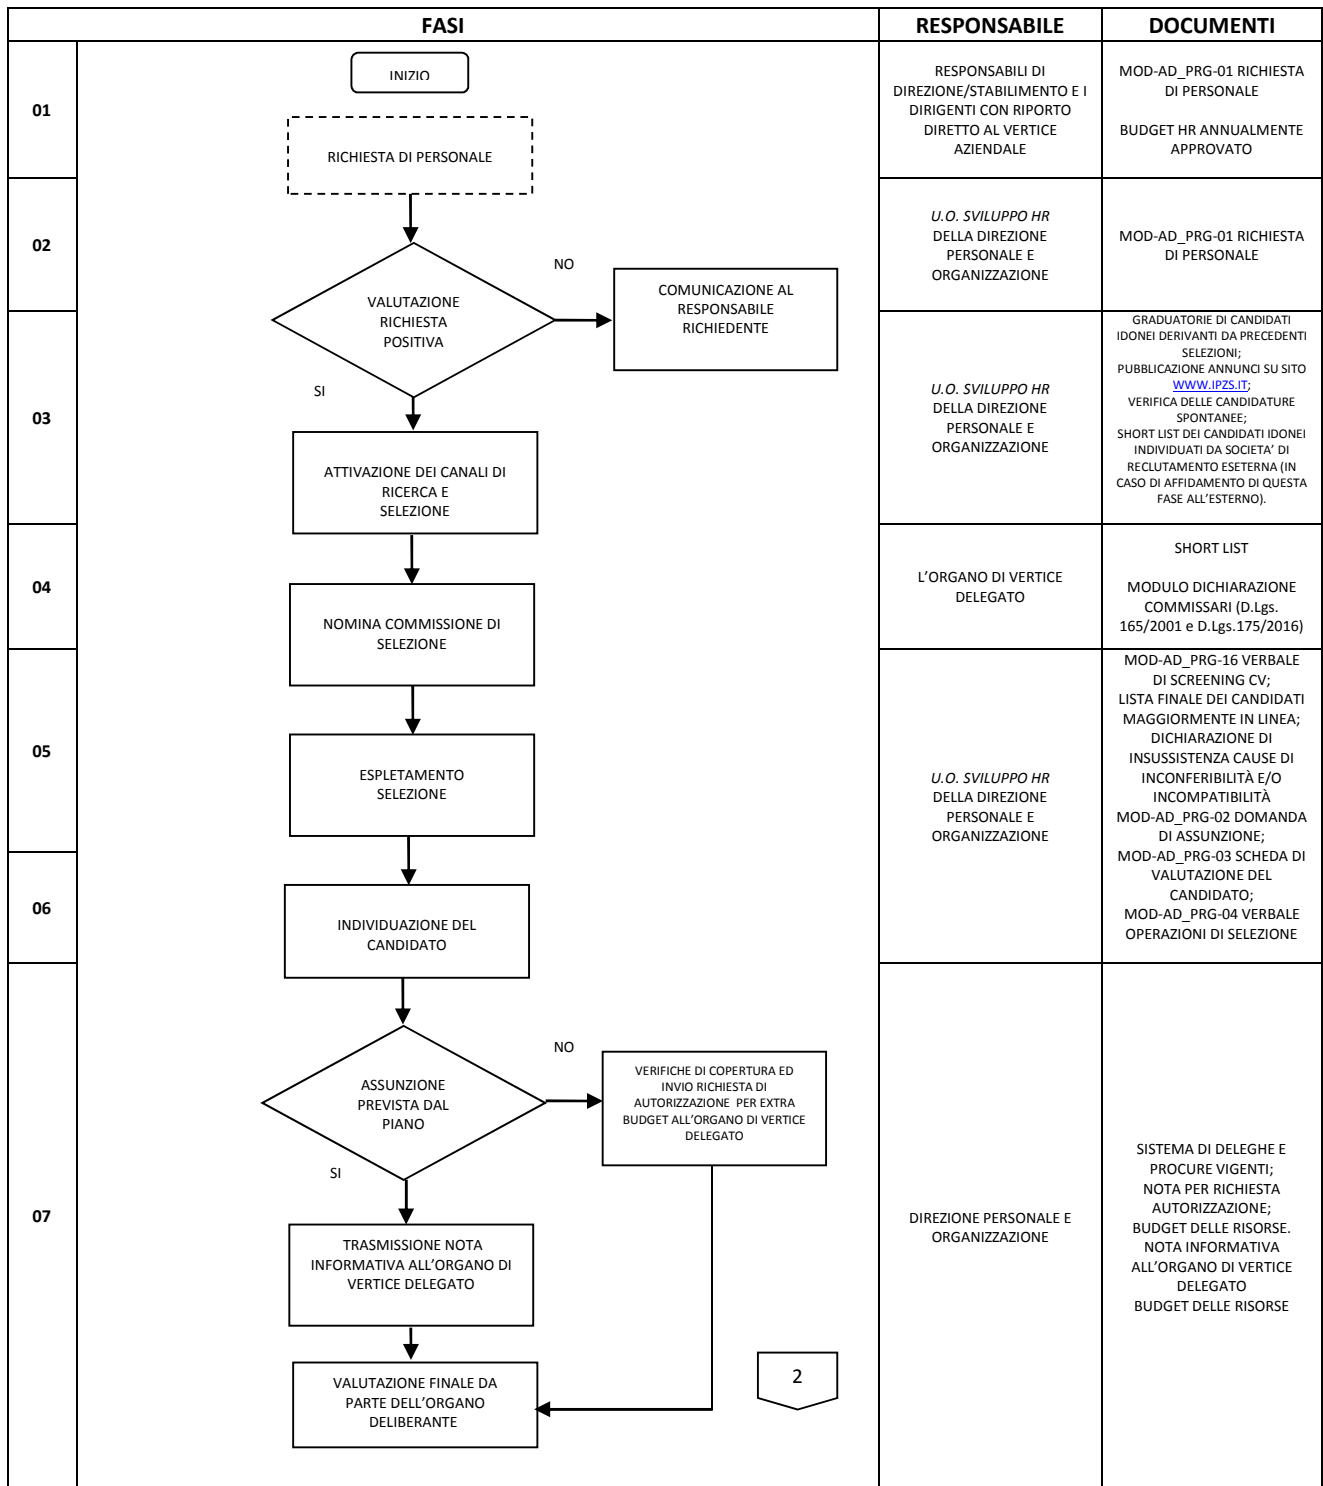 FASI
RESPONSABILE
DOCUMENTI
01
INIZIO
RICHIESTA DI PERSONALE
RESPONSABILI DI
DIREZIONE/STABILIMENTO E I
DIRIGENTI CON RIPORTO
DIRETTO AL VERTICE
AZIENDALE
MOD-AD_PRG-01 RICHIESTA
DI PERSONALE
BUDGET HR ANNUALMENTE
APPROVATO
02
VALUTAZIONE
RICHIESTA
POSITIVA
NO
COMUNICAZIONE AL
RESPONSABILE
RICHIEDENTE
SI
U.O. SVILUPPO HR
DELLA DIREZIONE
PERSONALE E
ORGANIZZAZIONE
MOD-AD_PRG-01 RICHIESTA
DI PERSONALE
03
ATTIVAZIONE DEI CANALI DI
RICERCA E
SELEZIONE
U.O. SVILUPPO HR
DELLA DIREZIONE
PERSONALE E
ORGANIZZAZIONE
GRADUATORIE DI CANDIDATI
IDONEI DERIVANTI DA PRECEDENTI
SELEZIONI;
PUBBLICAZIONE ANNUNCI SU SITO
WWW.IPZS.IT;
VERIFICA DELLE CANDIDATURE
SPONTANEE;
SHORT LIST DEI CANDIDATI IDONEI
INDIVIDUATI DA SOCIETA’ DI
RECLUTAMENTO ESETERNA (IN
CASO DI AFFIDAMENTO DI QUESTA
FASE ALL’ESTERNO).
04
NOMINA COMMISSIONE DI
SELEZIONE
L’ORGANO DI VERTICE
DELEGATO
SHORT LIST
MODULO DICHIARAZIONE
COMMISSARI (D.Lgs.
165/2001 e D.Lgs.175/2016)
05
ESPLETAMENTO
SELEZIONE
06
INDIVIDUAZIONE DEL
CANDIDATO
U.O. SVILUPPO HR
DELLA DIREZIONE
PERSONALE E
ORGANIZZAZIONE
MOD-AD_PRG-16 VERBALE
DI SCREENING CV;
LISTA FINALE DEI CANDIDATI
MAGGIORMENTE IN LINEA;
DICHIARAZIONE DI
INSUSSISTENZA CAUSE DI
INCONFERIBILITÀ E/O
INCOMPATIBILITÀ
MOD-AD_PRG-02 DOMANDA
DI ASSUNZIONE;
MOD-AD_PRG-03 SCHEDA DI
VALUTAZIONE DEL
CANDIDATO;
MOD-AD_PRG-04 VERBALE
OPERAZIONI DI SELEZIONE
07
ASSUNZIONE
PREVISTA DAL
PIANO
NO
VERIFICHE DI COPERTURA ED
INVIO RICHIESTA DI
AUTORIZZAZIONE PER EXTRA
BUDGET ALL’ORGANO DI VERTICE
DELEGATO
SI
TRASMISSIONE NOTA
INFORMATIVA ALL’ORGANO DI
VERTICE DELEGATO
VALUTAZIONE FINALE DA
PARTE DELL’ORGANO
DELIBERANTE
2
DIREZIONE PERSONALE E
ORGANIZZAZIONE
SISTEMA DI DELEGHE E
PROCURE VIGENTI;
NOTA PER RICHIESTA
AUTORIZZAZIONE;
BUDGET DELLE RISORSE.
NOTA INFORMATIVA
ALL’ORGANO DI VERTICE
DELEGATO
BUDGET DELLE RISORSE